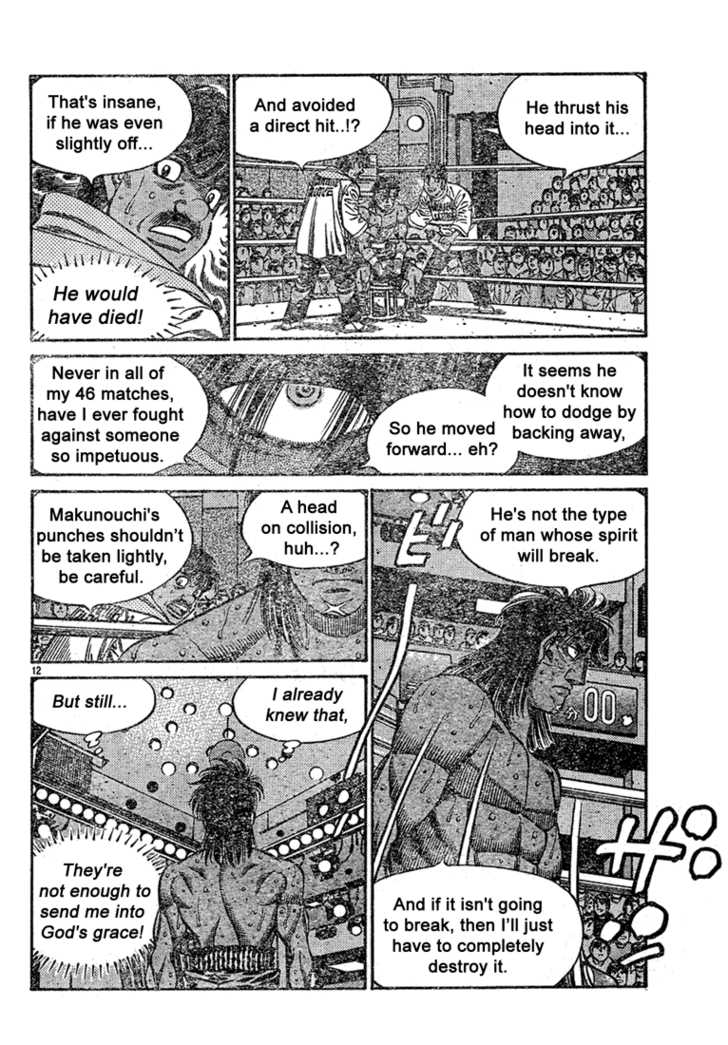 He thrust his
head into it...
And avoided
a direct hit..!?
That's insane,
if he was even
slightly off...
He would
have died!
It seems he
doesn't know
how to dodge by
backing away,
So he moved
forward... eh?
Never in all of
my 46 matches,
have I ever fought
against someone
so impetuous.
He's not the type
of man whose spirit
will break.
分 00
And if it isn't going
to break, then I'll just
have to completely
destroy it.
A head
on collision,
huh...?
Makunouchi's
punches shouldn't
be taken lightly,
be careful.
12
I already
knew that,
But still...
They're
not enough to
send me into
God's grace!